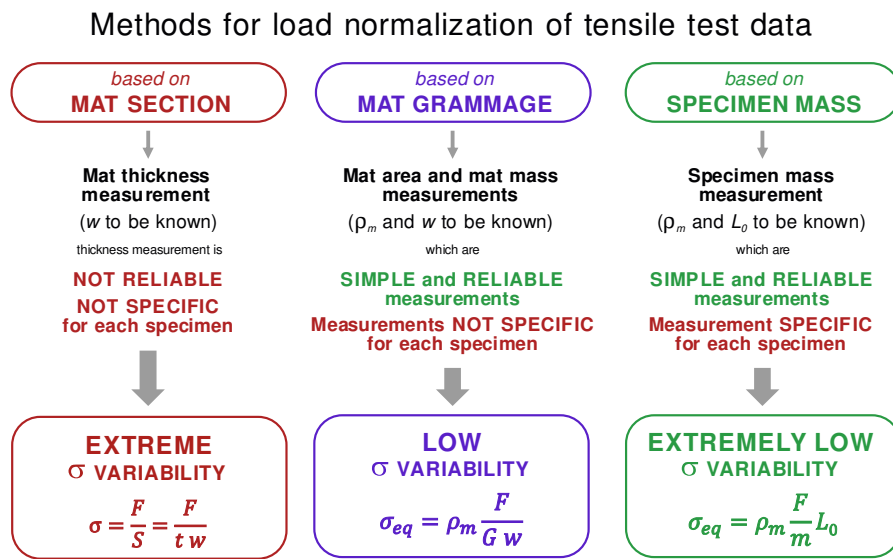 Methods for load normalization of tensile test data
based on
MAT SECTION
Mat thickness
measurement
(w to be known)
thickness measurement is
NOT RELIABLE
NOT SPECIFIC
for each specimen
EXTREME
σ VARIABILITY
σ = F/S = F/(t w)
based on
MAT GRAMMAGE
Mat area and mat mass
measurements
(ρm and w to be known)
which are
SIMPLE and RELIABLE
measurements
Measurements NOT SPECIFIC
for each specimen
LOW
σ VARIABILITY
σeq = ρm F/(G w)
based on
SPECIMEN MASS
Specimen mass
measurement
(ρm and L0 to be known)
which are
SIMPLE and RELIABLE
measurements
Measurement SPECIFIC
for each specimen
EXTREMELY LOW
σ VARIABILITY
σeq = ρm F/m L0